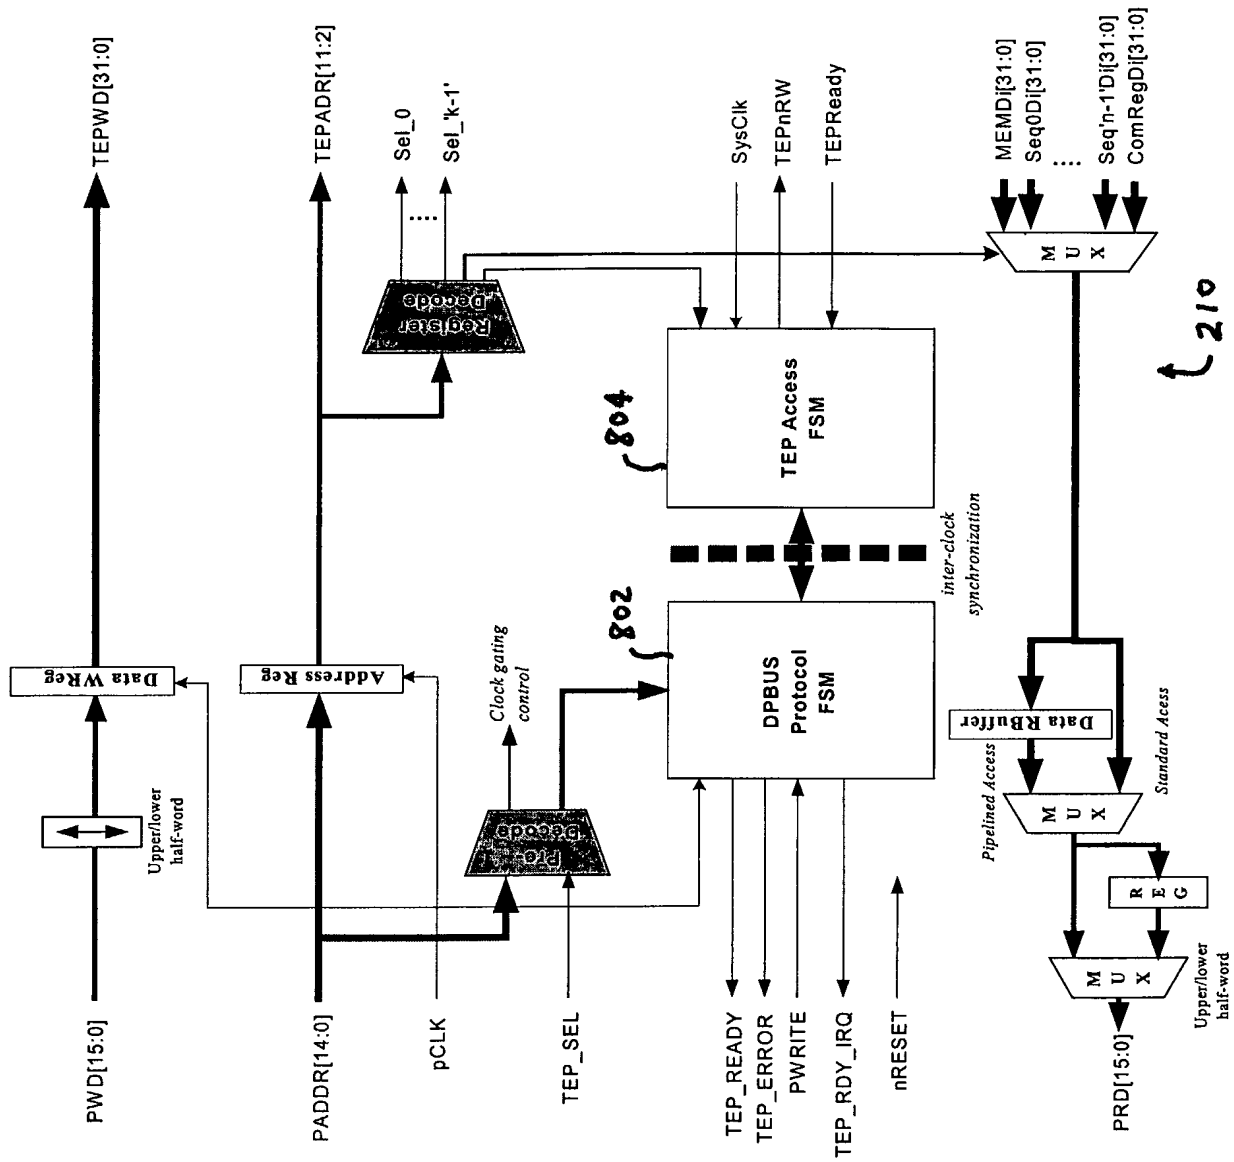 PWD[15:0]
Upper/lower
half-word
Data WReg
TEPWD[31:0]
PADDR[14:0]
Address Reg
TEPADR[11:2]
pCLK
Clock gating
control
Register
Decode
Sel_0
....
Sel_'k-1'
TEP_SEL
Pre-
Decode
802
804
TEP_READY
TEP_ERROR
PWRITE
TEP_RDY_IRQ
nRESET
DPBUS
Protocol
FSM
inter-clock
synchronization
TEP Access
FSM
SysClk
TEPnRW
TEPReady
PRD[15:0]
MUX
Upper/lower
half-word
REG
MUX
Pipelined Access
Standard Acess
Data RBuffer
MUX
MEMDi[31:0]
Seq0Di[31:0]
....
Seq'n-1'Di[31:0]
ComRegDi[31:0]
210